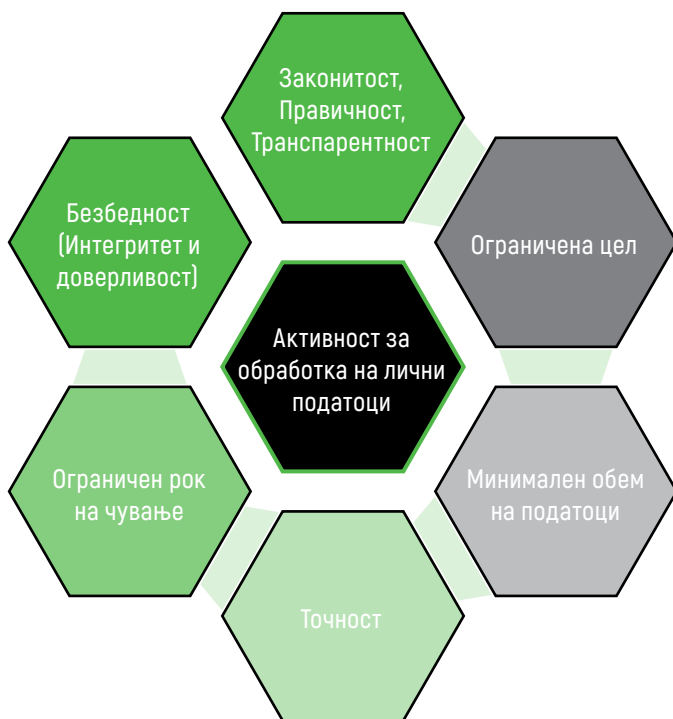 Законитост,
Правичност,
Транспарентност
Безбедност
(Интегритет и
доверливост)
Ограничена цел
Активност за
обработка на лични
податоци
Ограничен рок
на чување
Минимален обем
на податоци
Точност